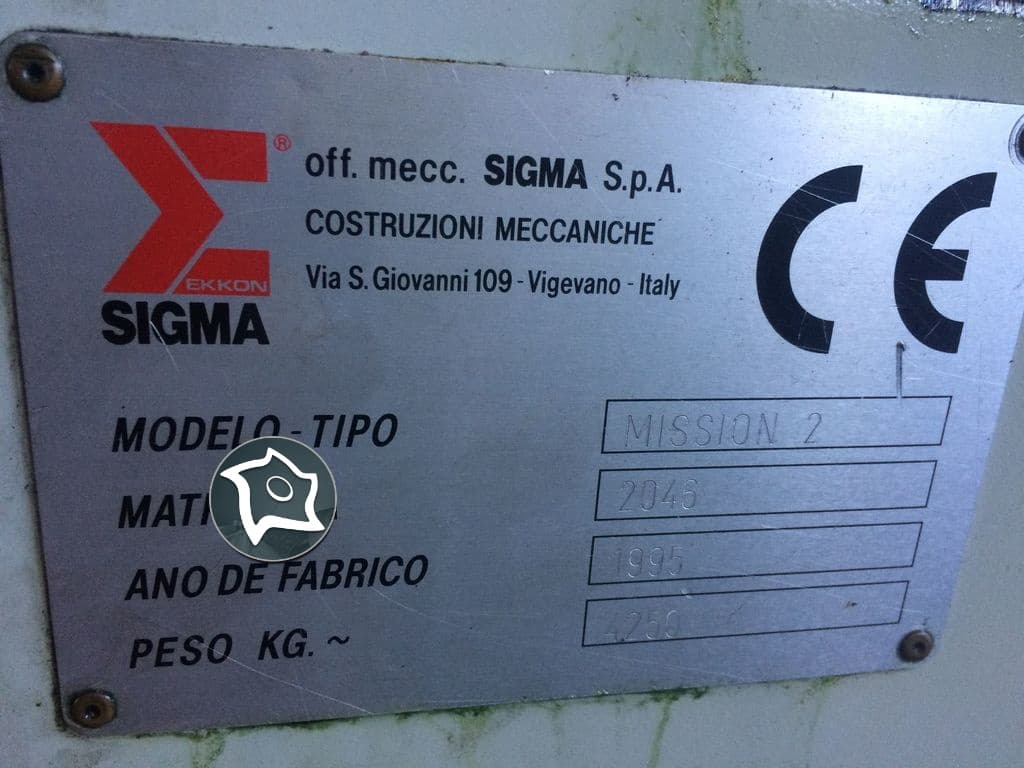 off. mecc. SIGMA S.p.A.
COSTRUZIONI MECCANICHE
Via S. Giovanni 109 - Vigevano - Italy
®
EKKON
SIGMA
CE
MODELO - TIPO MISSION 2
2046
ANO DE FABRICO 1995
PESO KG. ~ 4250